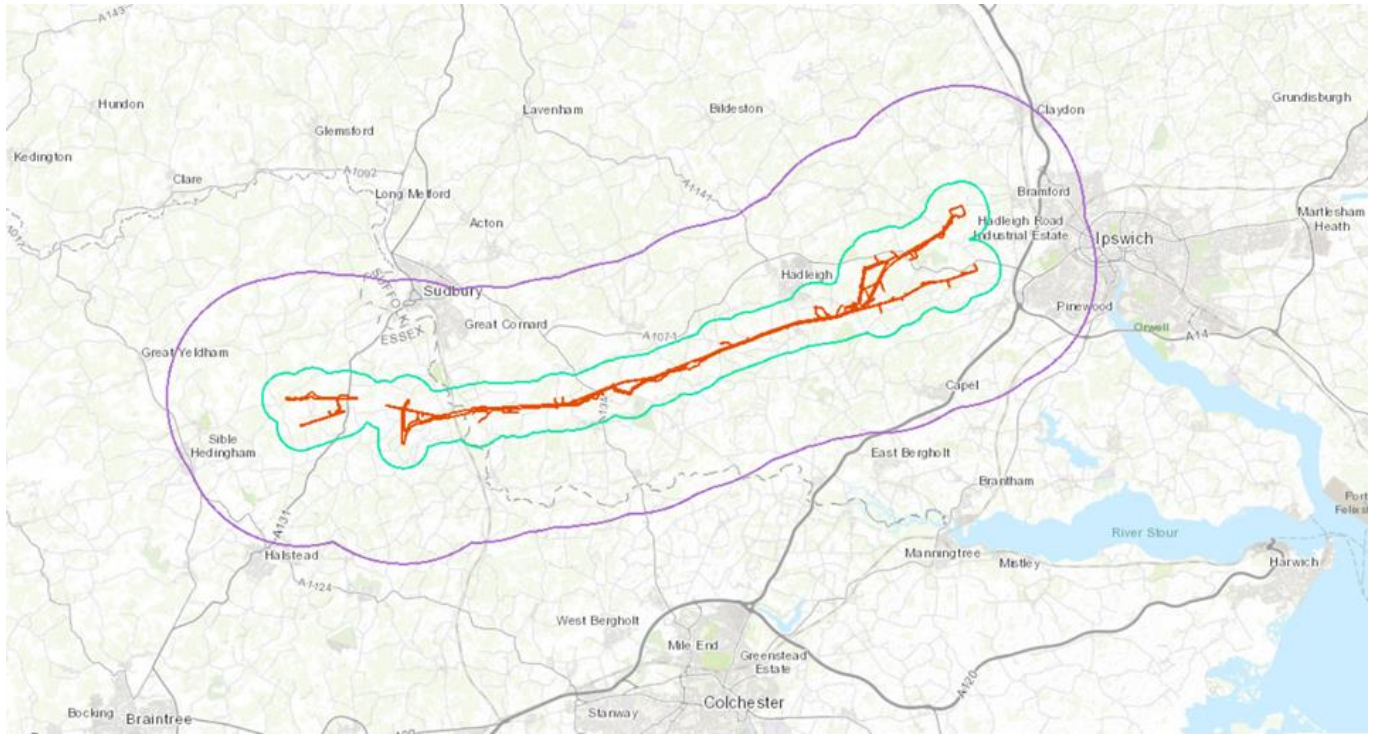 A143
Hundon
Lavenham
Bildeston
Claydon
Grundisburgh
Glemsford
Kedington
Clare
A1092
Long Melford
A1141
Bramford
Acton
Hadleigh Road
Industrial Estate
Martlesham
Heath
Ipswich
Hadleigh
SUFFOLK
ESSEX
Sudbury
Great Cornard
A1071
Pinewood
Orwell
A14
Great Yeldham
Capel
Sible
Hedingham
East Bergholt
Brantham
A131
Halstead
A1124
River Stour
Manningtree
Mistley
Harwich
West Bergholt
Mile End
Greenstead
Estate
A120
Colchester
Stanway
Bocking
Braintree